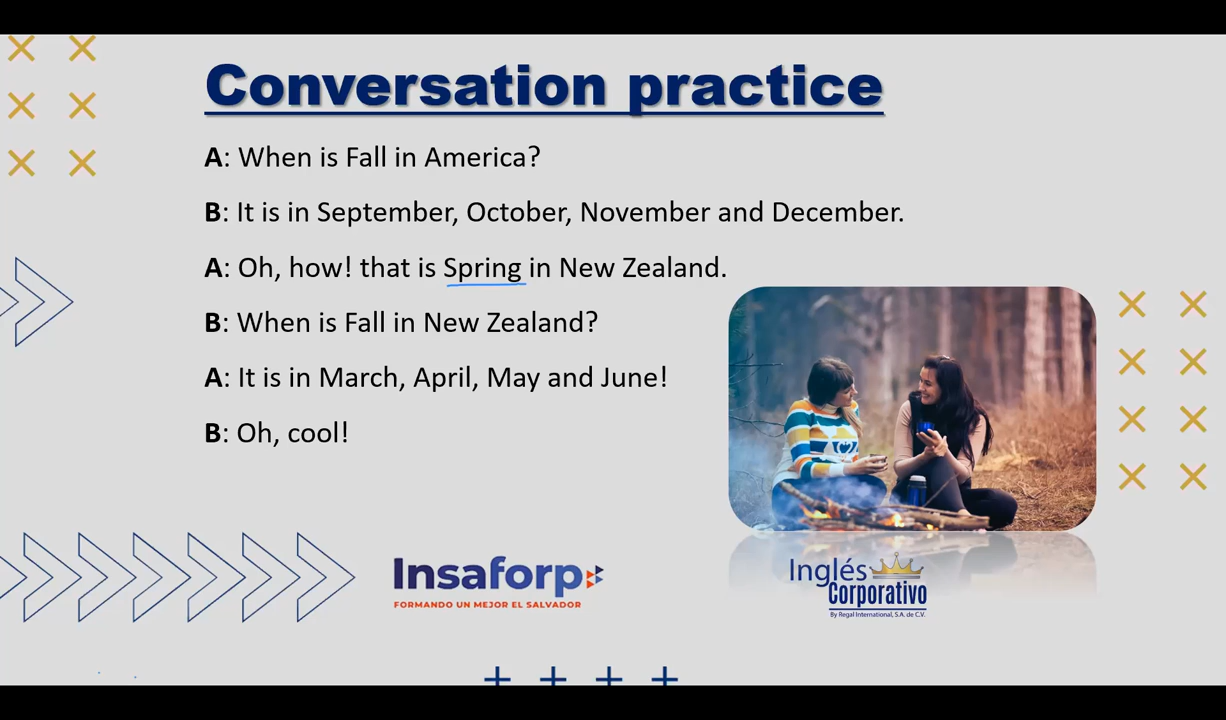 Conversation practice
A: When is Fall in America?
B: It is in September, October, November and December.
A: Oh, how! that is Spring in New Zealand.
B: When is Fall in New Zealand?
A: It is in March, April, May and June!
B: Oh, cool!
Insaforp
FORMANDO UN MEJOR EL SALVADOR
Inglés
Corporativo
By Regal International, S.A. de C.V.